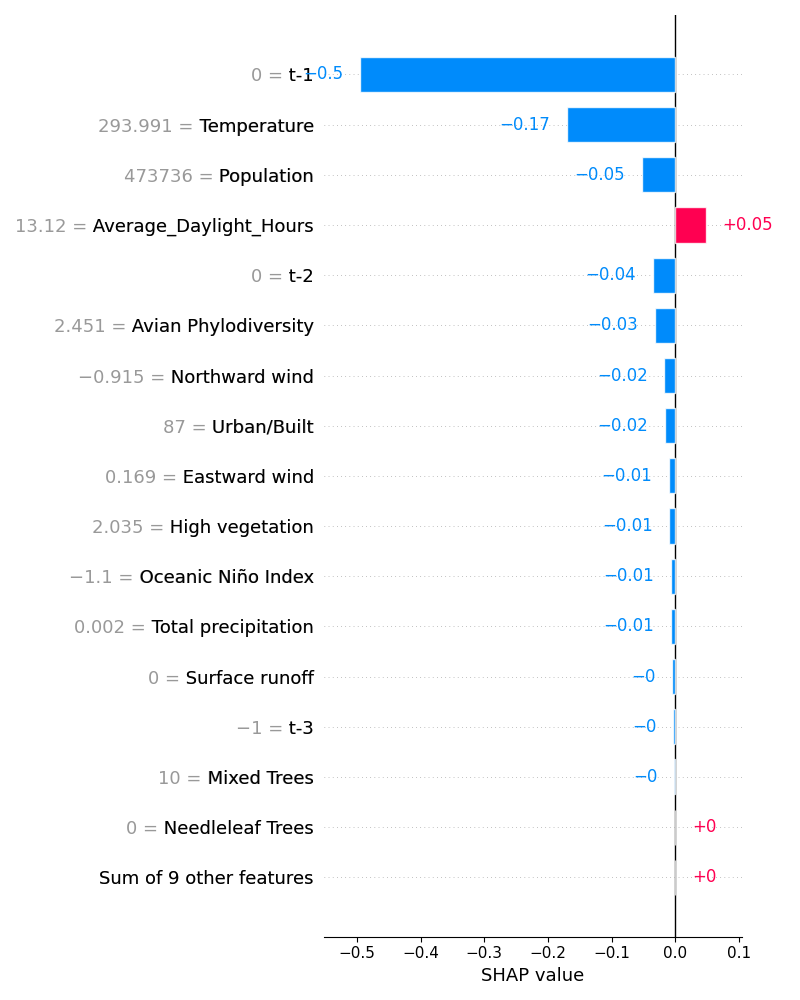 0 = t-1 −0.5
293.991 = Temperature −0.17
473736 = Population −0.05
13.12 = Average_Daylight_Hours +0.05
0 = t-2 −0.04
2.451 = Avian Phylodiversity −0.03
−0.915 = Northward wind −0.02
87 = Urban/Built −0.02
0.169 = Eastward wind −0.01
2.035 = High vegetation −0.01
−1.1 = Oceanic Niño Index −0.01
0.002 = Total precipitation −0.01
0 = Surface runoff −0
−1 = t-3 −0
10 = Mixed Trees −0
0 = Needleleaf Trees +0
Sum of 9 other features +0
−0.5 −0.4 −0.3 −0.2 −0.1 0.0 0.1
SHAP value